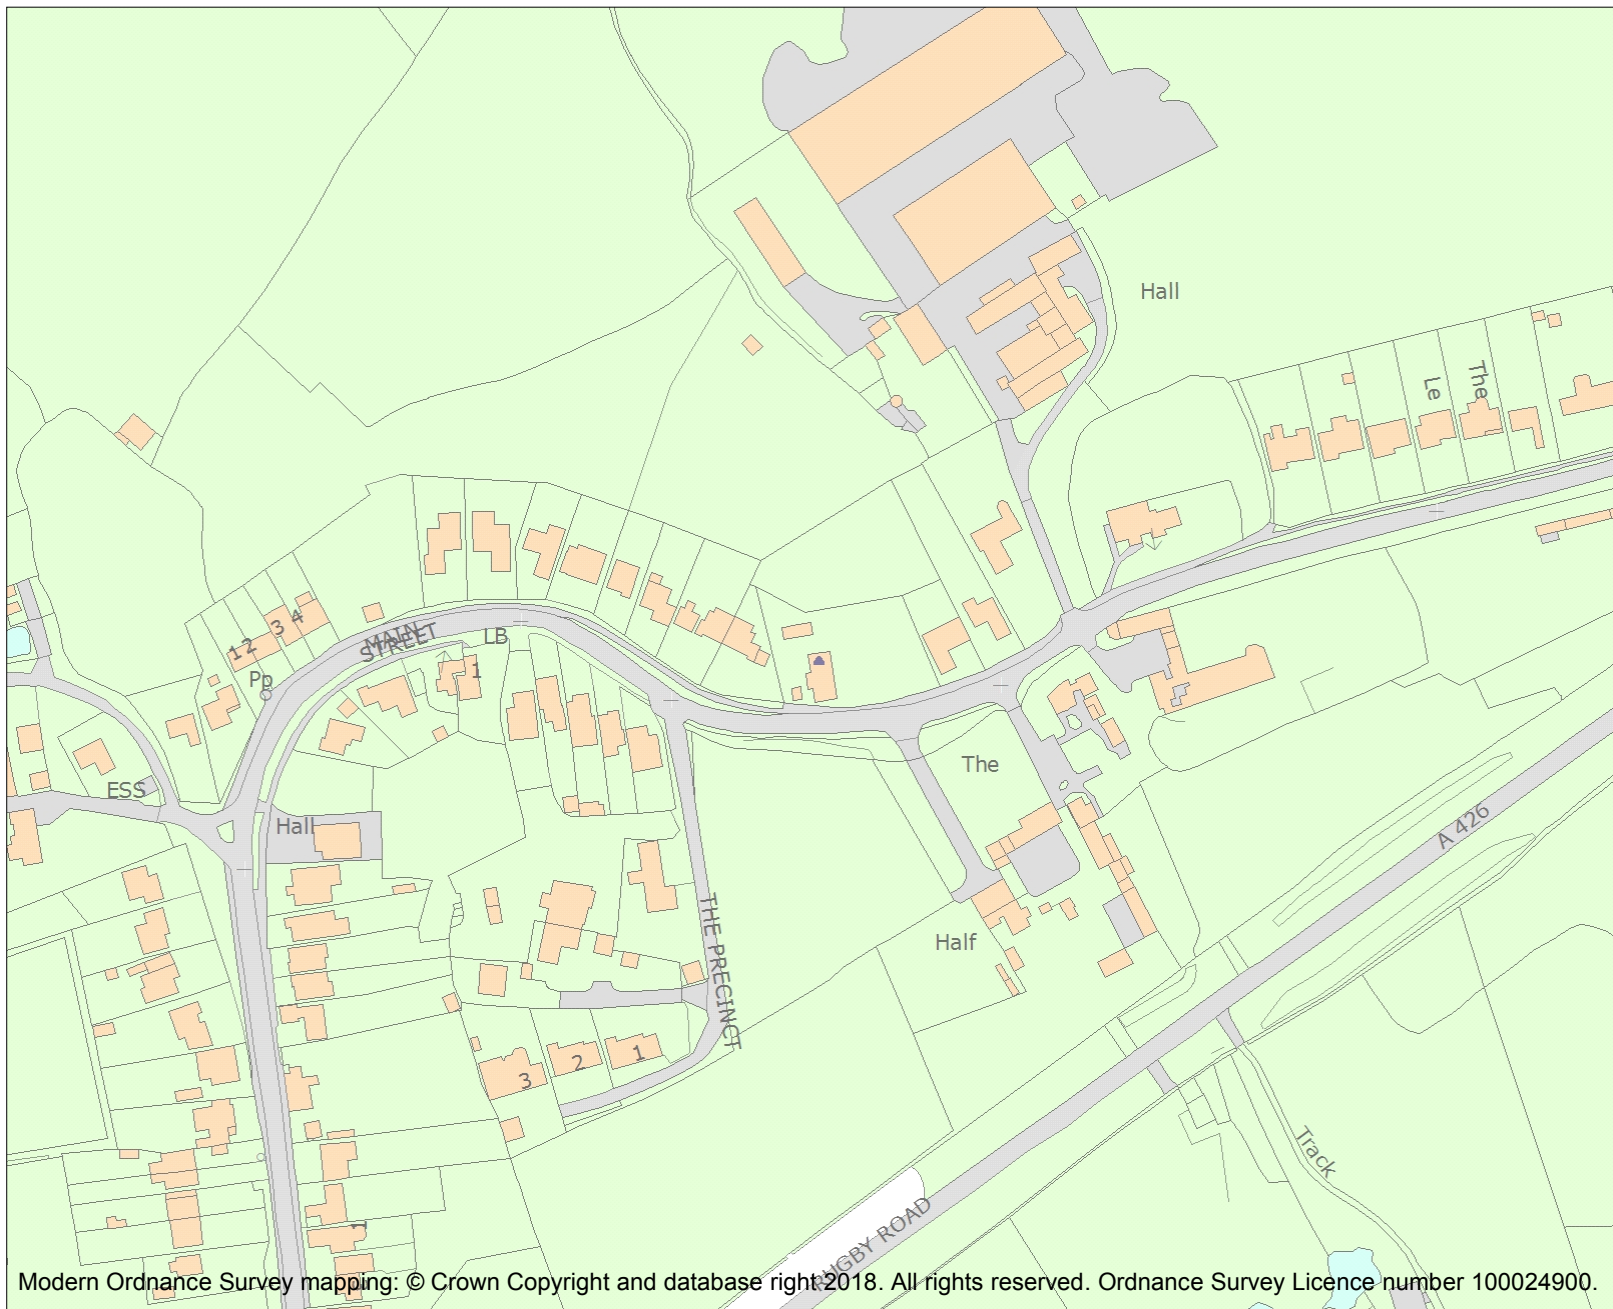 Hall
The
Le
1 2 3 4
MAIN
STREET
LB
1
Pp
The
ESS
Hall
A 426
THE PRECINCT
Half
1
2
3
Track
1
RUGBY ROAD
Modern Ordnance Survey mapping: © Crown Copyright and database right 2018. All rights reserved. Ordnance Survey Licence number 100024900.